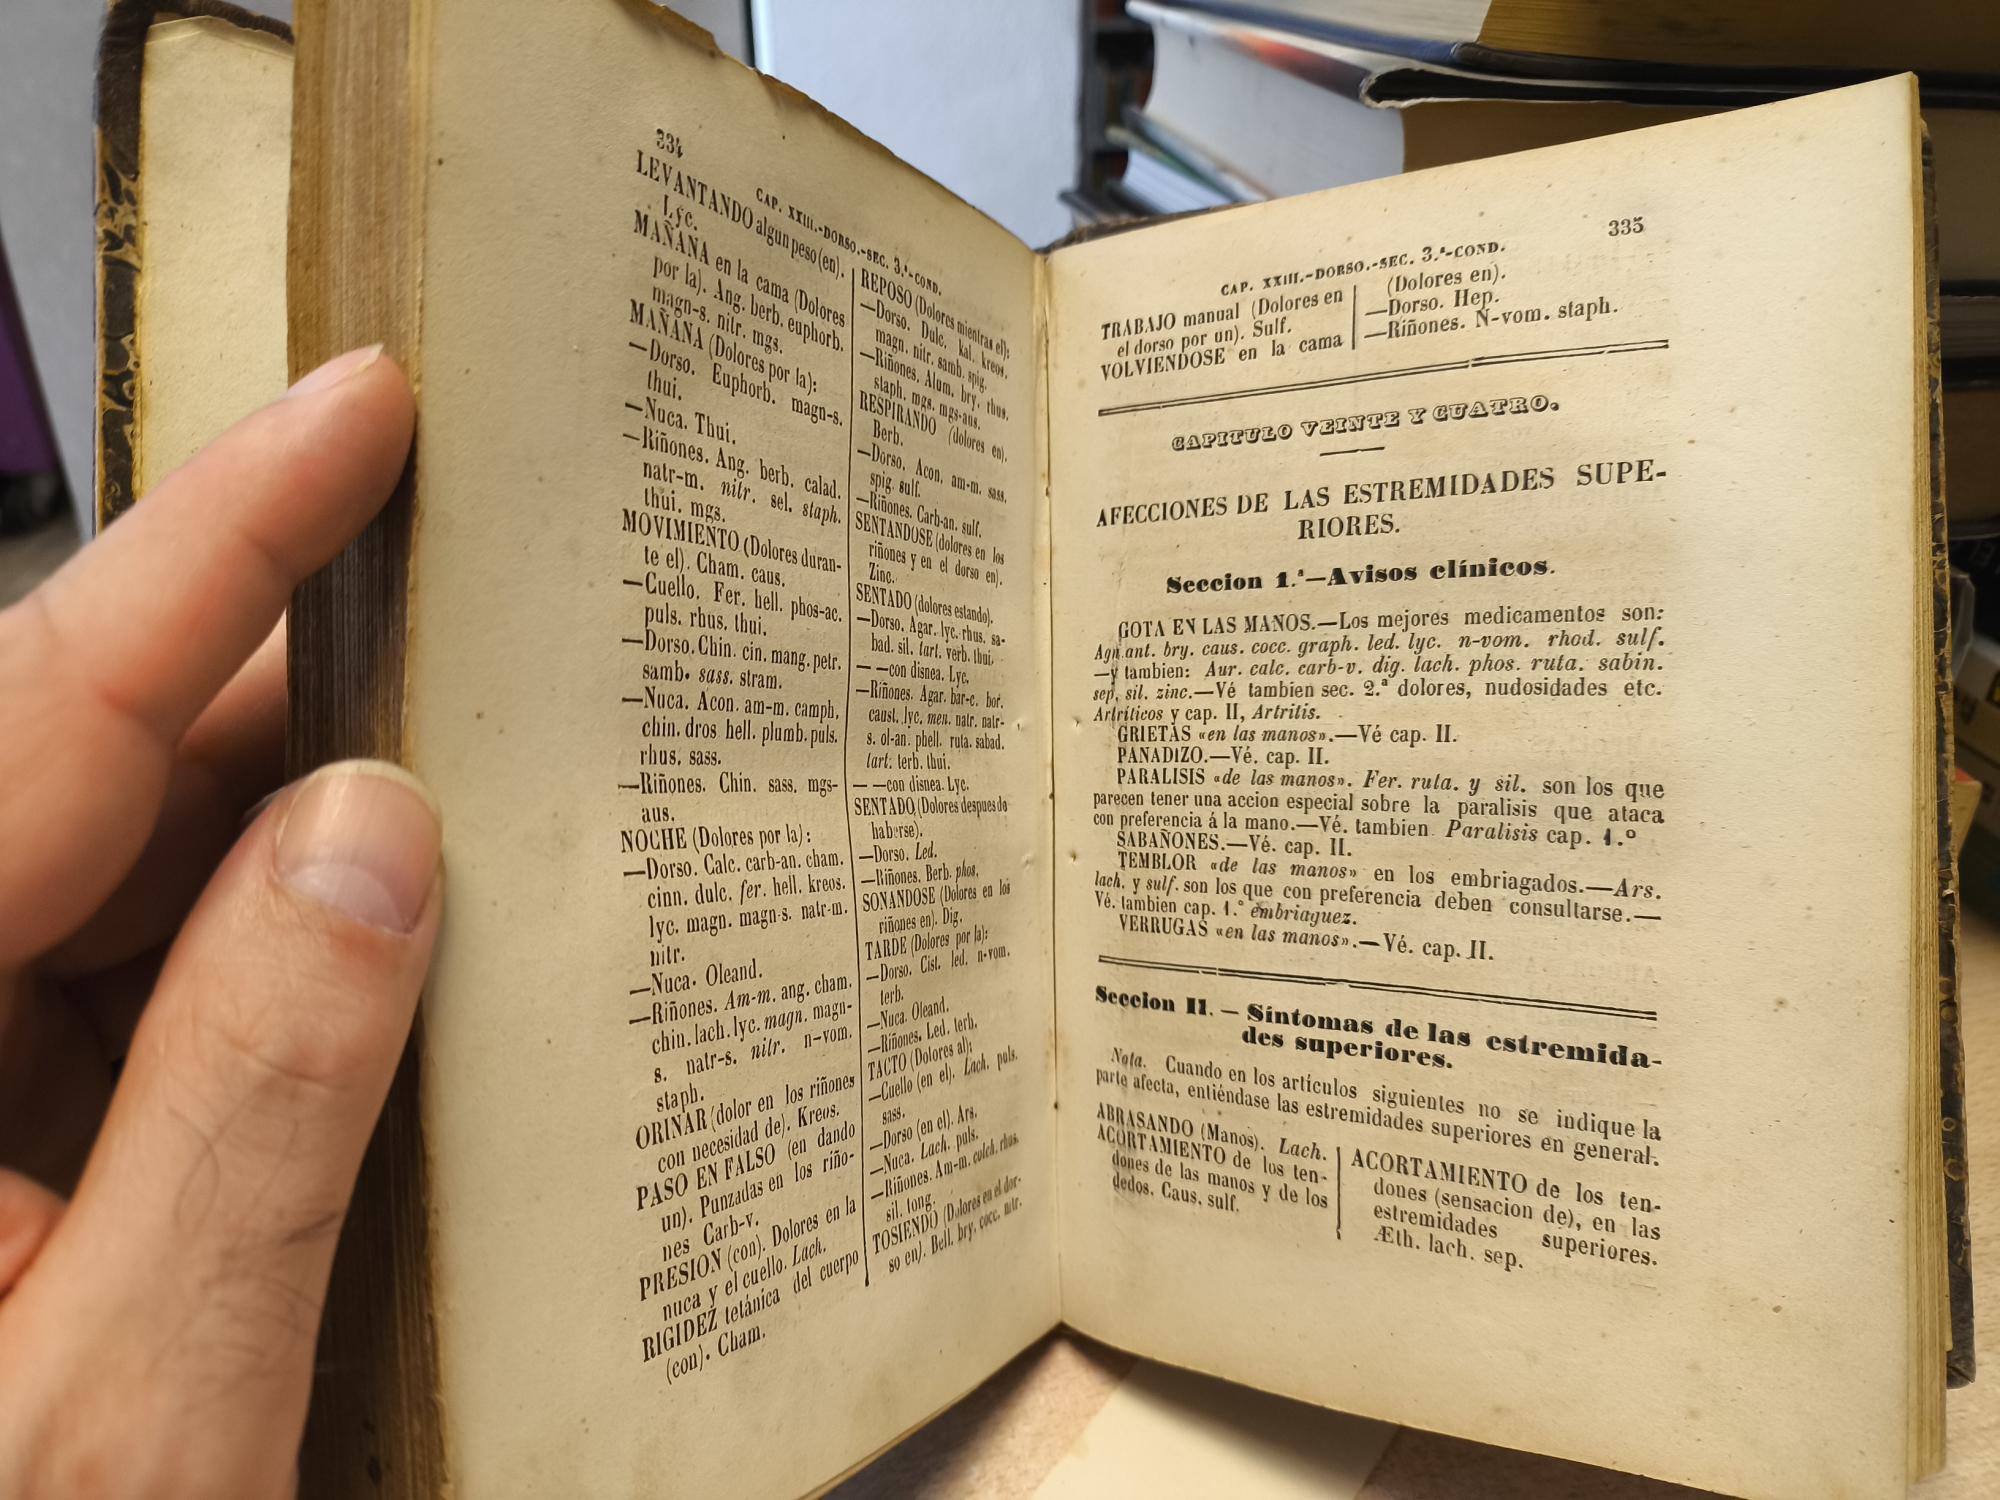 334
CAP. XXIII.-DORSO.-SEC. 3.ª-COND.
LEVANTANDO algun peso (en).
Lyc.
MAÑANA en la cama (Dolores
por la). Ang. berb. euphorb.
magn-s. nitr. mgs.
MAÑANA (Dolores por la):
—Dorso. Euphorb. magn-s.
thui.
—Nuca. Thui.
—Riñones. Ang. berb. calad.
natr-m. nitr. sel. staph.
thui. mgs.
MOVIMIENTO (Dolores duran-
te el). Cham. caus.
—Cuello. Fer. hell. phos-ac.
puls. rhus. thui.
—Dorso. Chin. cin. mang. petr.
samb. sass. stram.
—Nuca. Acon. am-m. camph.
chin. dros hell. plumb. puls.
rhus. sass.
—Riñones. Chin. sass. mgs-
aus.
NOCHE (Dolores por la):
—Dorso. Calc. carb-an. cham.
cinn. dulc. fer. hell. kreos.
lyc. magn. magn-s. natr-m.
nitr.
—Nuca. Oleand.
—Riñones. Am-m. ang. cham.
chin. lach. lyc. magn. magn-
s. natr-s. nitr. n-vom.
staph.
ORINAR (dolor en los riñones
con necesidad de). Kreos.
PASO EN FALSO (en dando
un). Punzadas en los riño-
nes Carb-v.
PRESION (con). Dolores en la
nuca y el cuello. Lach.
RIGIDEZ tetánica del cuerpo
(con). Cham.
REPOSO (Dolores mientras el):
—Dorso. Dulc. kal. kreos.
magn. nitr. samb. spig.
—Riñones. Alum. bry. rhus.
staph. mgs. mgs-aus.
RESPIRANDO (dolores en).
Berb.
—Dorso. Acon. am-m. sass.
spig. sulf.
—Riñones. Carb-an. sulf.
SENTANDOSE (dolores en los
riñones y en el dorso en).
Zinc.
SENTADO (dolores estando).
—Dorso. Agar. lyc. rhus. sa-
bad. sil. tart. verb. thui.
— —con disnea. Lyc.
—Riñones. Agar. bar-c. bor.
caust. lyc. men. natr. natr-
s. ol-an. phell. ruta. sabad.
tart. terb. thui.
— —con disnea. Lyc.
SENTADO (Dolores despues de
haberse).
—Dorso. Led.
—Riñones. Berb. phos.
SONANDOSE (Dolores en los
riñones en). Dig.
TARDE (Dolores por la):
—Dorso. Cist. led. n-vom.
terb.
—Nuca. Oleand.
—Riñones. Led. terb.
TACTO (Dolores al):
—Cuello (en el). Lach. puls.
sass.
—Dorso (en el). Ars.
—Nuca. Lach. puls.
—Riñones. Am-m. colch. rhus.
sil. tong.
TOSIENDO (Dolores en el dor-
so en). Bell. bry. cocc. nitr.
335
CAP. XXIII.-DORSO.-SEC. 3.ª-COND.
TRABAJO manual (Dolores en
el dorso por un). Sulf.
VOLVIENDOSE en la cama
(Dolores en).
—Dorso. Hep.
—Riñones. N-vom. staph.
CAPITULO VEINTE Y CUATRO.
AFECCIONES DE LAS ESTREMIDADES SUPE-
RIORES.
Seccion 1.ª—Avisos clínicos.
GOTA EN LAS MANOS.—Los mejores medicamentos son:
Agn. ant. bry. caus. cocc. graph. led. lyc. n-vom. rhod. sulf.
—y tambien: Aur. calc. carb-v. dig. lach. phos. ruta. sabin.
sep. sil. zinc.—Vé tambien sec. 2.ª dolores, nudosidades etc.
Artríticos y cap. II, Artritis.
GRIETAS «en las manos».—Vé cap. II.
PANADIZO.—Vé. cap. II.
PARALISIS «de las manos». Fer. ruta. y sil. son los que
parecen tener una accion especial sobre la paralisis que ataca
con preferencia á la mano.—Vé. tambien Paralisis cap. 1.º
SABAÑONES.—Vé. cap. II.
TEMBLOR «de las manos» en los embriagados.—Ars.
lach. y sulf. son los que con preferencia deben consultarse.—
Vé. tambien cap. 1.º embriaguez.
VERRUGAS «en las manos».—Vé. cap. II.
Seccion II. — Síntomas de las estremida-
des superiores.
Nota. Cuando en los artículos siguientes no se indique la
parte afecta, entiéndase las estremidades superiores en general.
ABRASANDO (Manos). Lach.
ACORTAMIENTO de los ten-
dones de las manos y de los
dedos. Caus. sulf.
ACORTAMIENTO de los ten-
dones (sensacion de), en las
estremidades superiores.
Æth. lach. sep.